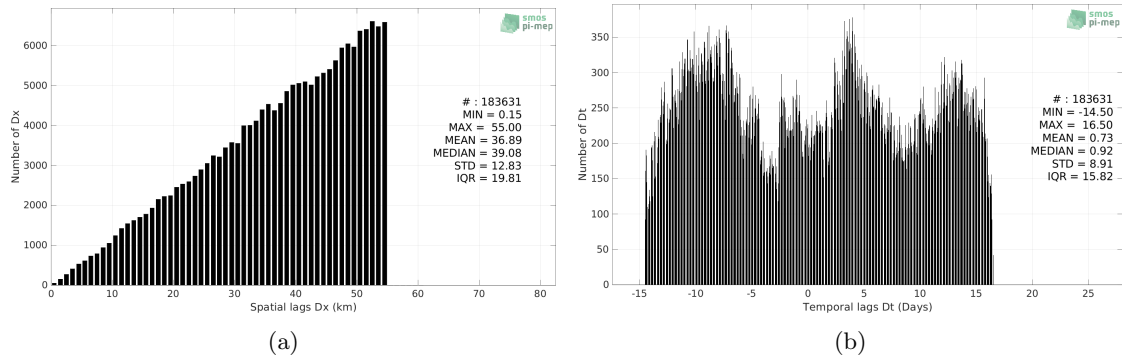 smos
pi-mep
Number of Dx
6000
5000
4000
3000
2000
1000
0
# : 183631
MIN = 0.15
MAX = 55.00
MEAN = 36.89
MEDIAN = 39.08
STD = 12.83
IQR = 19.81
0 10 20 30 40 50 60 70 80
Spatial lags Dx (km)
(a)
smos
pi-mep
Number of Dt
350
300
250
200
150
100
50
0
# : 183631
MIN = -14.50
MAX = 16.50
MEAN = 0.73
MEDIAN = 0.92
STD = 8.91
IQR = 15.82
-15 -10 -5 0 5 10 15 20 25
Temporal lags Dt (Days)
(b)